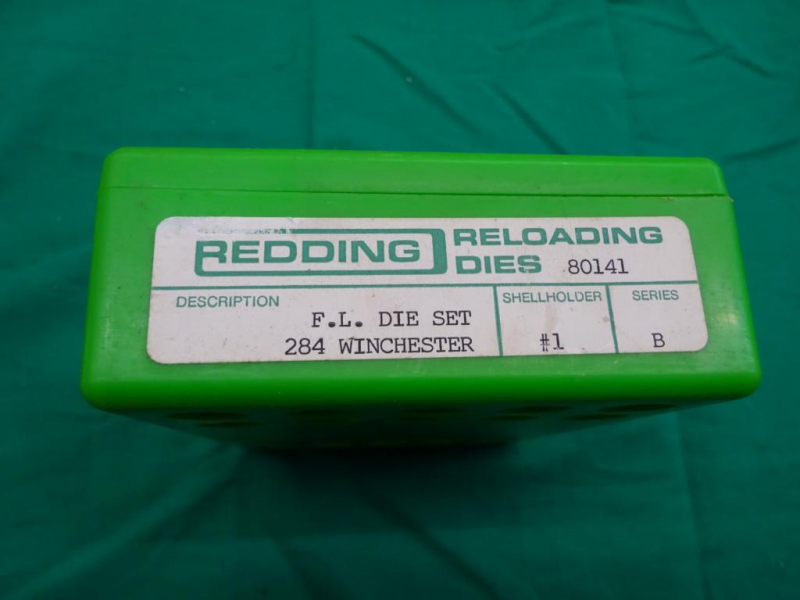 REDDING RELOADING
DIES 80141
DESCRIPTION SHELLHOLDER SERIES
F.L. DIE SET
284 WINCHESTER #1 B